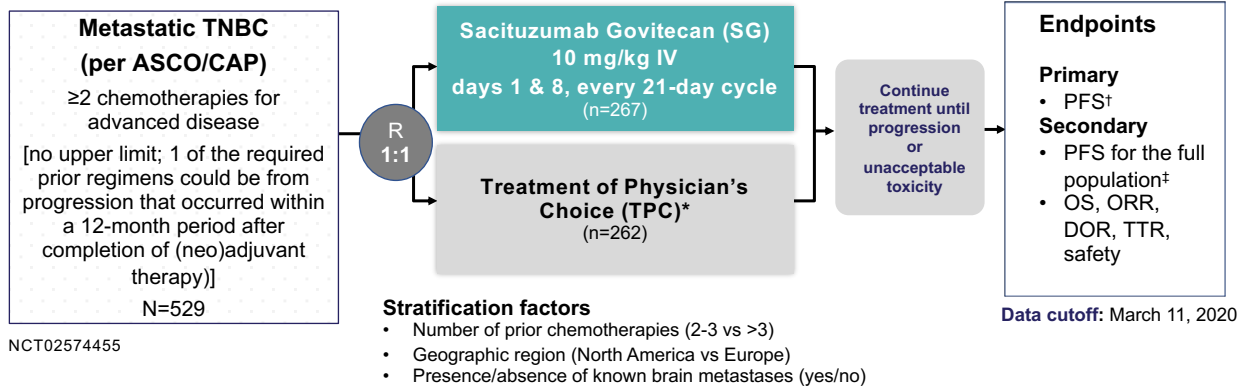 Metastatic TNBC
(per ASCO/CAP)
≥2 chemotherapies for
advanced disease
[no upper limit; 1 of the required
prior regimens could be from
progression that occurred within
a 12-month period after
completion of (neo)adjuvant
therapy)]
N=529
NCT02574455
R
1:1
Sacituzumab Govitecan (SG)
10 mg/kg IV
days 1 & 8, every 21-day cycle
(n=267)
Treatment of Physician's
Choice (TPC)*
(n=262)
Stratification factors
• Number of prior chemotherapies (2-3 vs >3)
• Geographic region (North America vs Europe)
• Presence/absence of known brain metastases (yes/no)
Continue
treatment until
progression
or
unacceptable
toxicity
Endpoints
Primary
• PFS†
Secondary
• PFS for the full
population‡
• OS, ORR,
DOR, TTR,
safety
Data cutoff: March 11, 2020